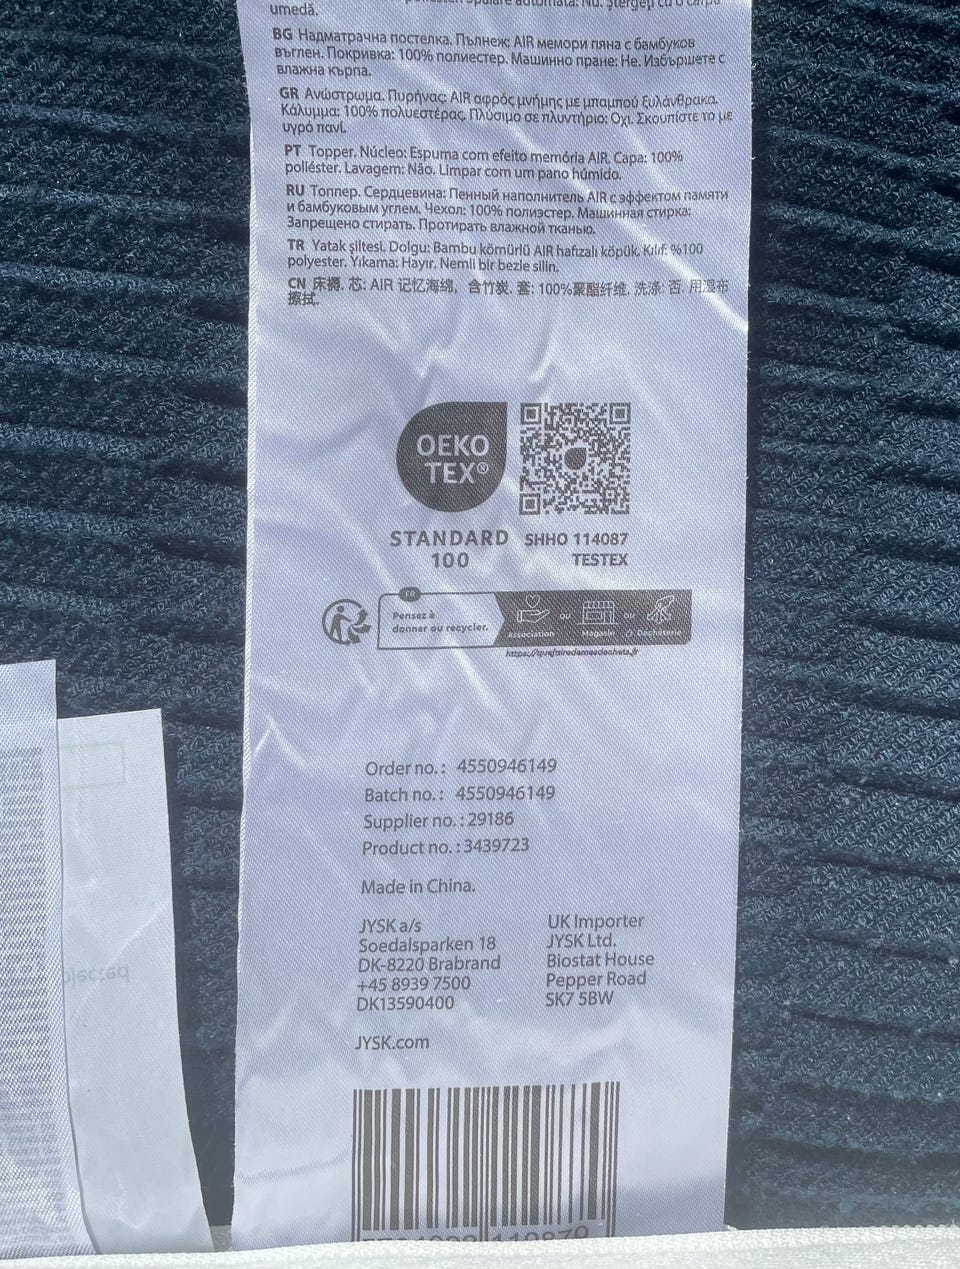 umedă.
BG Надматрачна постелка. Пълнеж: AIR мемори пяна с бамбуков
въглен. Покривка: 100% полиестер. Машинно пране: Не. Избършете с
влажна кърпа.
GR Ανώστρωμα. Πυρήνας: AIR αφρός μνήμης με μπαμπού ξυλάνθρακα.
Κάλυμμα: 100% πολυεστέρας. Πλύσιμο σε πλυντήριο: Όχι. Σκουπίστε το με
υγρό πανί.
PT Topper. Núcleo: Espuma com efeito memória AIR. Capa: 100%
poliéster. Lavagem: Não. Limpar com um pano húmido.
RU Топпер. Сердцевина: Пенный наполнитель AIR с эффектом памяти
и бамбуковым углем. Чехол: 100% полиэстер. Машинная стирка:
Запрещено стирать. Протирать влажной тканью.
TR Yatak şiltesi. Dolgu: Bambu kömürlü AIR hafızalı köpük. Kılıf: %100
polyester. Yıkama: Hayır. Nemli bir bezle silin.
CN 床褥. 芯: AIR 记忆海绵, 含竹炭. 套: 100%聚酯纤维. 洗涤: 否. 用湿布
擦拭.
OEKO
TEX®
STANDARD
100
SHHO 114087
TESTEX
FR
Pensez à
donner ou recycler.
Association
ou
Magasin
ou
Déchèterie
https://quefairedemesdechets.fr
Order no.: 4550946149
Batch no.: 4550946149
Supplier no.: 29186
Product no.: 3439723
Made in China.
JYSK a/s
Soedalsparken 18
DK-8220 Brabrand
+45 8939 7500
DK13590400
UK Importer
JYSK Ltd.
Biostat House
Pepper Road
SK7 5BW
JYSK.com